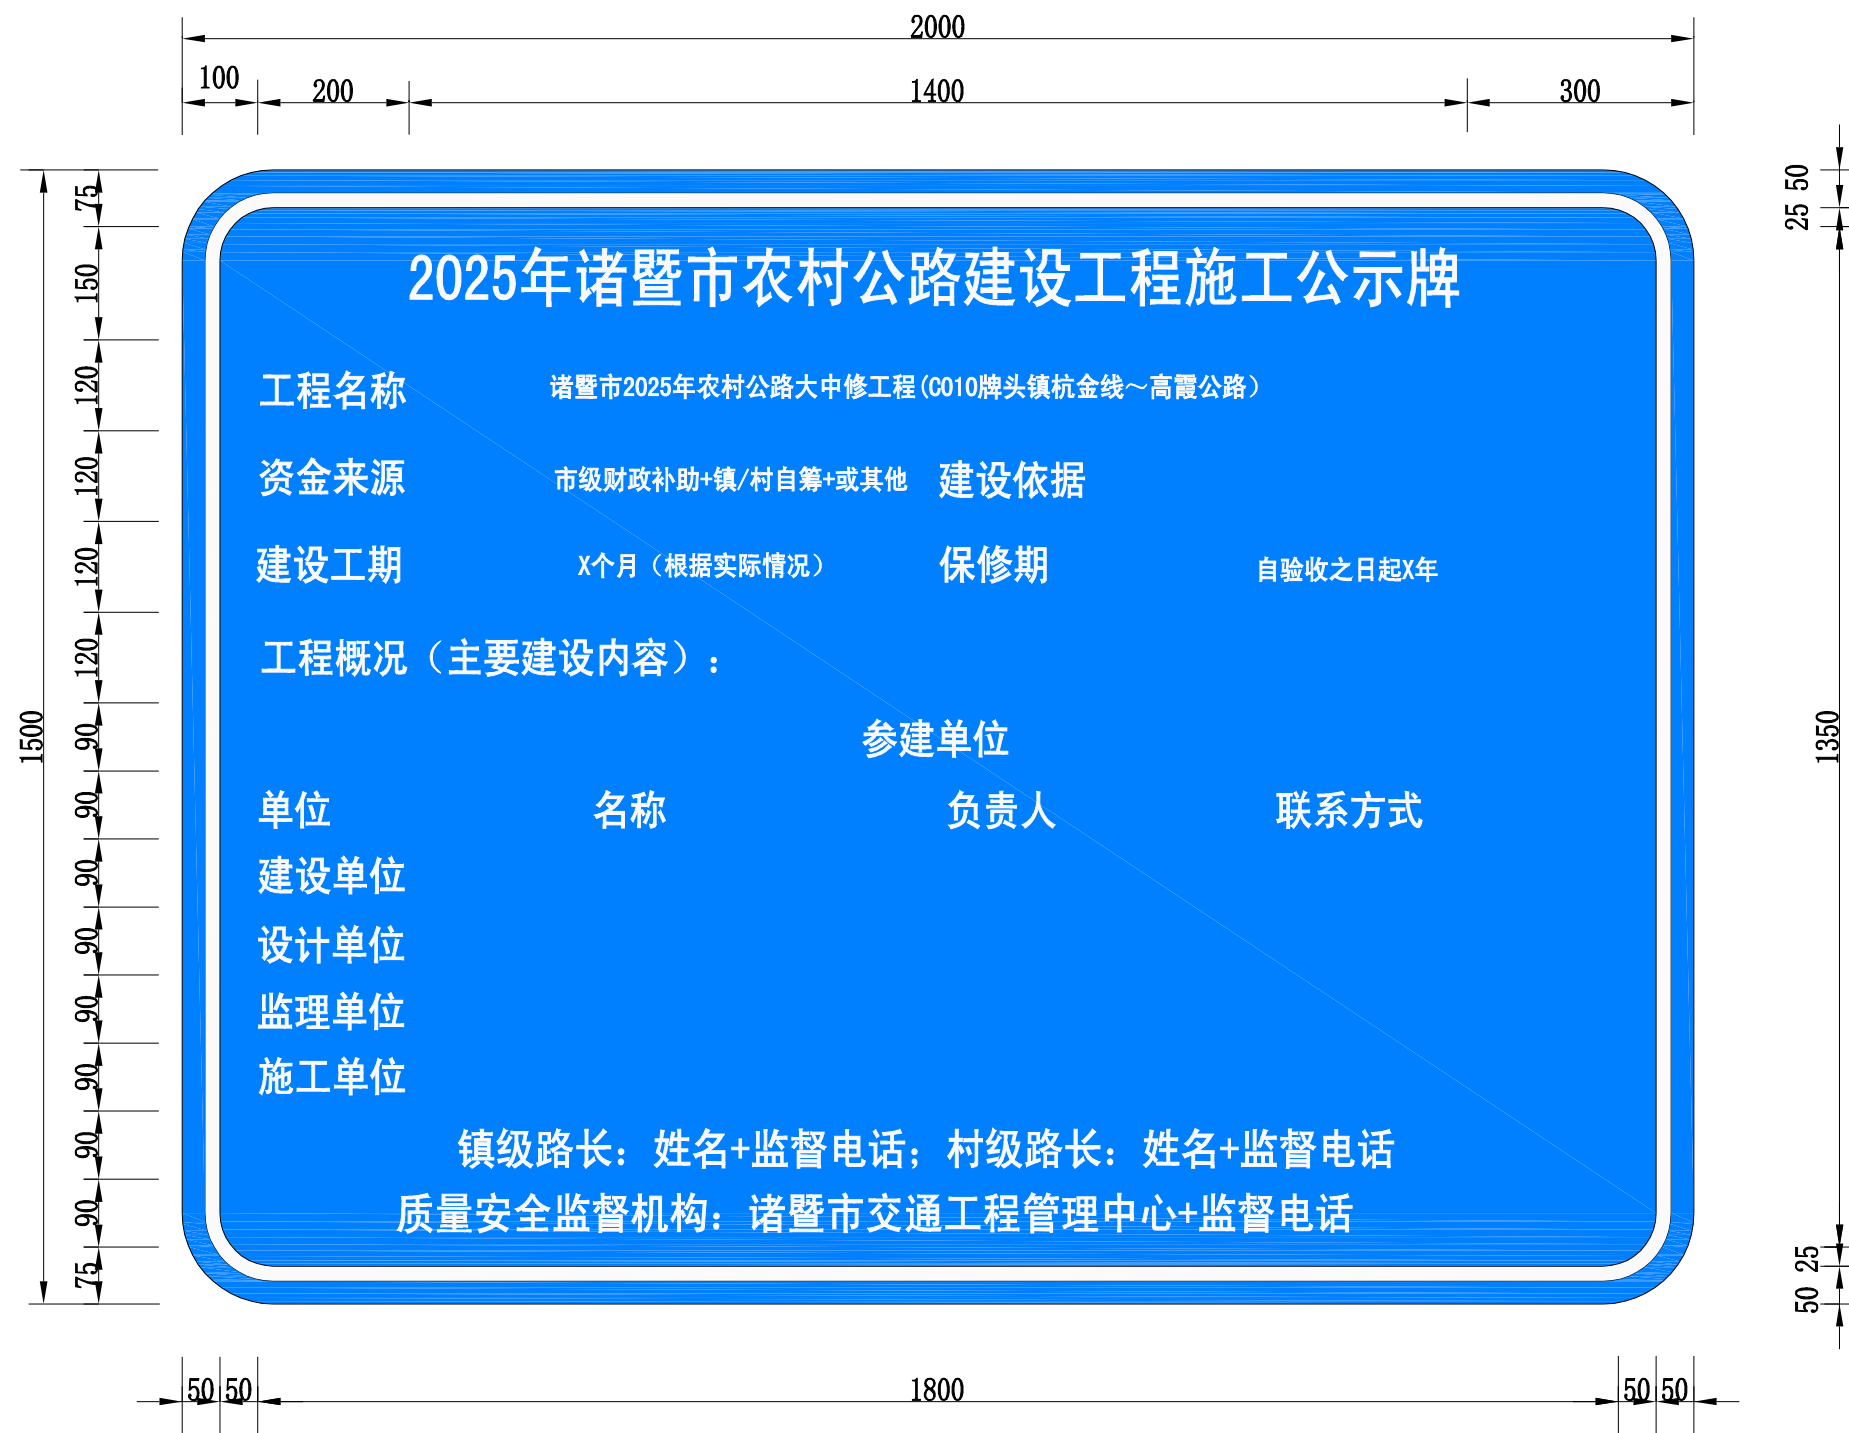 2000
100 200 1400 300
75 50
25
2025年诸暨市农村公路建设工程施工公示牌
150
工程名称 诸暨市2025年农村公路大中修工程(C010牌头镇杭金线～高霞公路）
120
资金来源 市级财政补助+镇/村自筹+或其他 建设依据
120
建设工期 X个月（根据实际情况） 保修期 自验收之日起X年
120
工程概况（主要建设内容）：
120
1500 90 参建单位 1350
单位 名称 负责人 联系方式
90
建设单位
90
设计单位
90
监理单位
90
施工单位
90
镇级路长：姓名+监督电话；村级路长：姓名+监督电话
90
质量安全监督机构：诸暨市交通工程管理中心+监督电话
90
75 25
50
50 50 1800 50 50